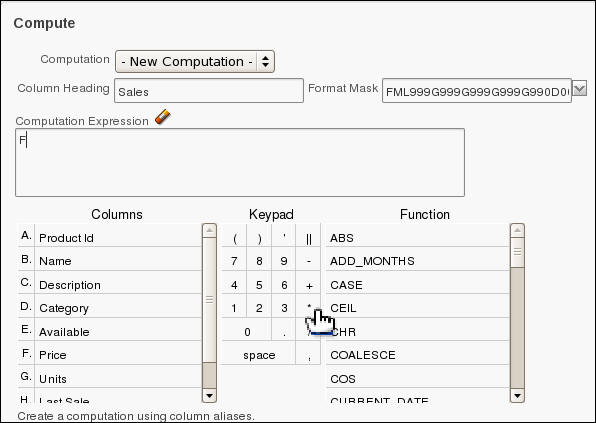 Compute
Computation - New Computation -
Column Heading Sales Format Mask FML999G999G999G999G990D0
Computation Expression
F
Columns Keypad Function
A. Product Id ( ) ' || ABS
B. Name 7 8 9 - ADD_MONTHS
C. Description 4 5 6 + CASE
D. Category 1 2 3 * CEIL
E. Available 0 . / CHR
F. Price space , COALESCE
G. Units COS
H. Last Sale CURRENT_DATE
Create a computation using column aliases.